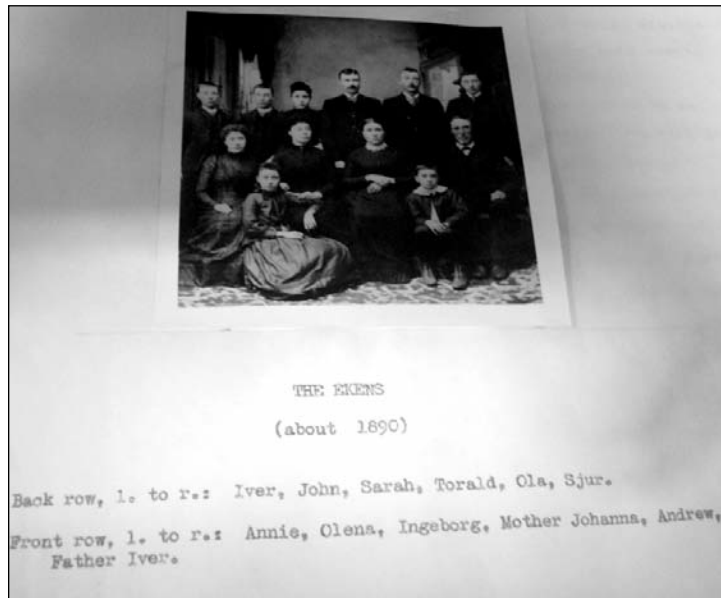 THE EKENS
(about 1890)
Back row, l. to r.: Iver, John, Sarah, Torald, Ola, Sjur.
Front row, l. to r.: Annie, Olena, Ingeborg, Mother Johanna, Andrew,
Father Iver.